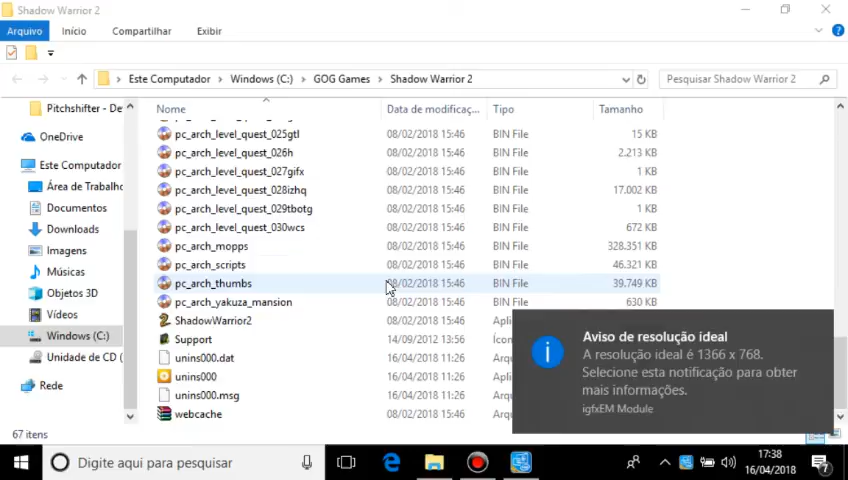 Shadow Warrior 2
Arquivo Início Compartilhar Exibir
Este Computador Windows (C:) GOG Games Shadow Warrior 2
Pesquisar Shadow Warrior 2
Nome Data de modificaç... Tipo Tamanho
Pitchshifter - De
OneDrive
Este Computador
Área de Trabalho
Documentos
Downloads
Imagens
Músicas
Objetos 3D
Vídeos
Windows (C:)
Unidade de CD (
Rede
pc_arch_level_quest_025gtl 08/02/2018 15:46 BIN File 15 KB
pc_arch_level_quest_026h 08/02/2018 15:46 BIN File 2.213 KB
pc_arch_level_quest_027gifx 08/02/2018 15:46 BIN File 1 KB
pc_arch_level_quest_028izhq 08/02/2018 15:46 BIN File 17.002 KB
pc_arch_level_quest_029tbotg 08/02/2018 15:46 BIN File 1 KB
pc_arch_level_quest_030wcs 08/02/2018 15:46 BIN File 672 KB
pc_arch_mopps 08/02/2018 15:46 BIN File 328.351 KB
pc_arch_scripts 08/02/2018 15:46 BIN File 46.321 KB
pc_arch_thumbs 08/02/2018 15:46 BIN File 39.749 KB
pc_arch_yakuza_mansion 08/02/2018 15:46 BIN File 630 KB
ShadowWarrior2 08/02/2018 15:46 Apli
Support 14/09/2012 13:56 Ícon
unins000.dat 16/04/2018 11:26 Arqu
unins000 16/04/2018 11:26 Apli
unins000.msg 16/04/2018 11:26 Arqu
webcache 08/02/2018 15:46 Arqu
Aviso de resolução ideal
A resolução ideal é 1366 x 768.
Selecione esta notificação para obter
mais informações.
igfxEM Module
67 itens
Digite aqui para pesquisar
17:38
16/04/2018
7